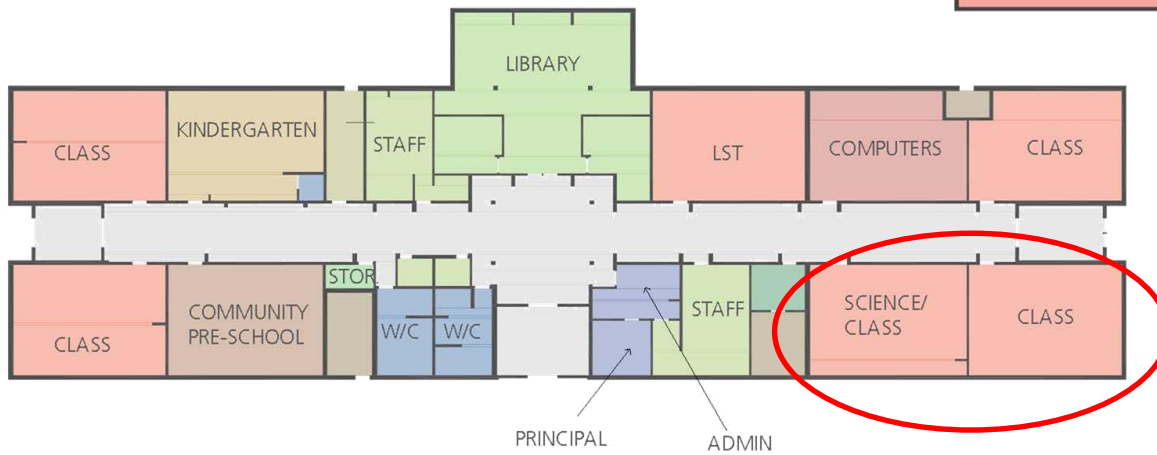 LIBRARY
CLASS
KINDERGARTEN
STAFF
LST
COMPUTERS
CLASS
CLASS
COMMUNITY
PRE-SCHOOL
STOR
W/C
W/C
STAFF
SCIENCE/
CLASS
CLASS
PRINCIPAL
ADMIN